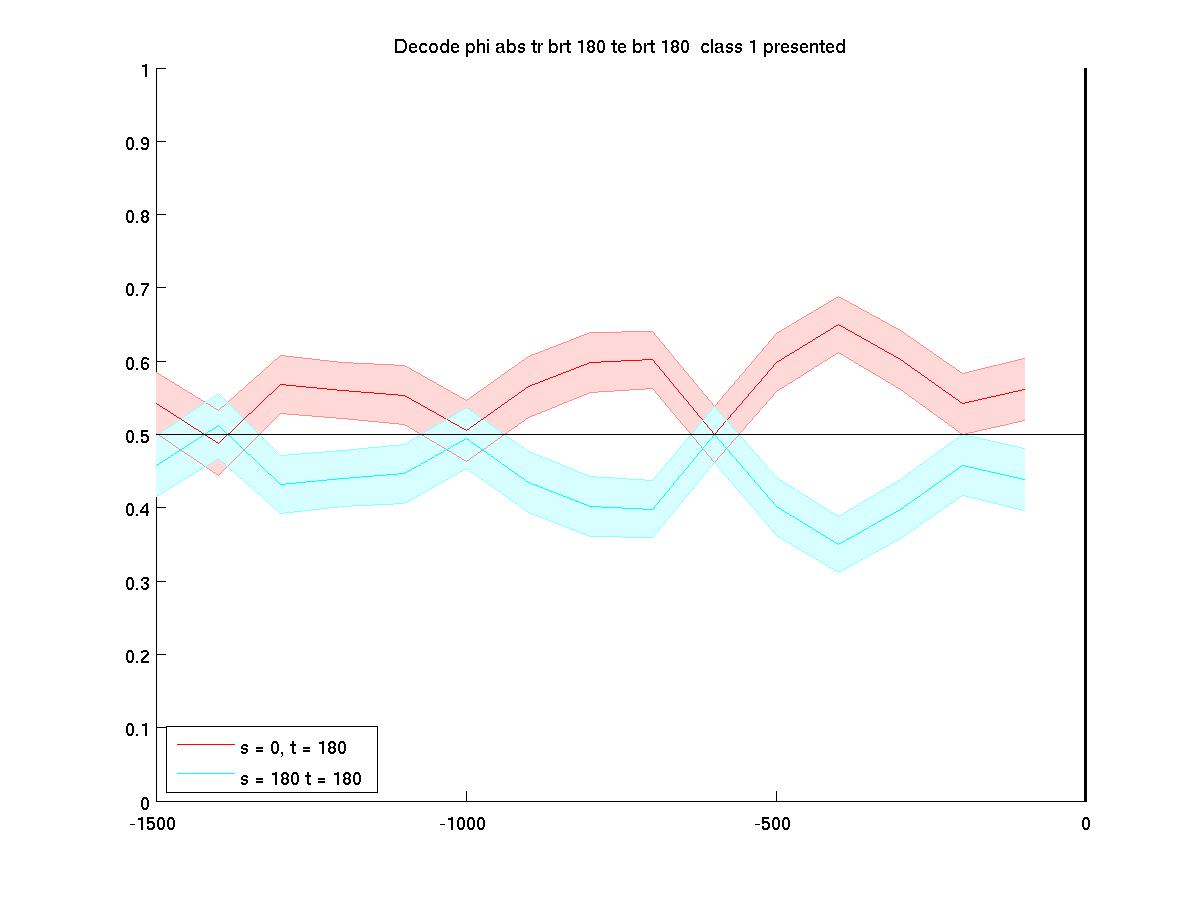 Decode phi abs tr brt 180 te brt 180  class 1 presented
1
0.9
0.8
0.7
0.6
0.5
0.4
0.3
0.2
0.1
0
s = 0, t = 180
s = 180 t = 180
-1500 -1000 -500 0